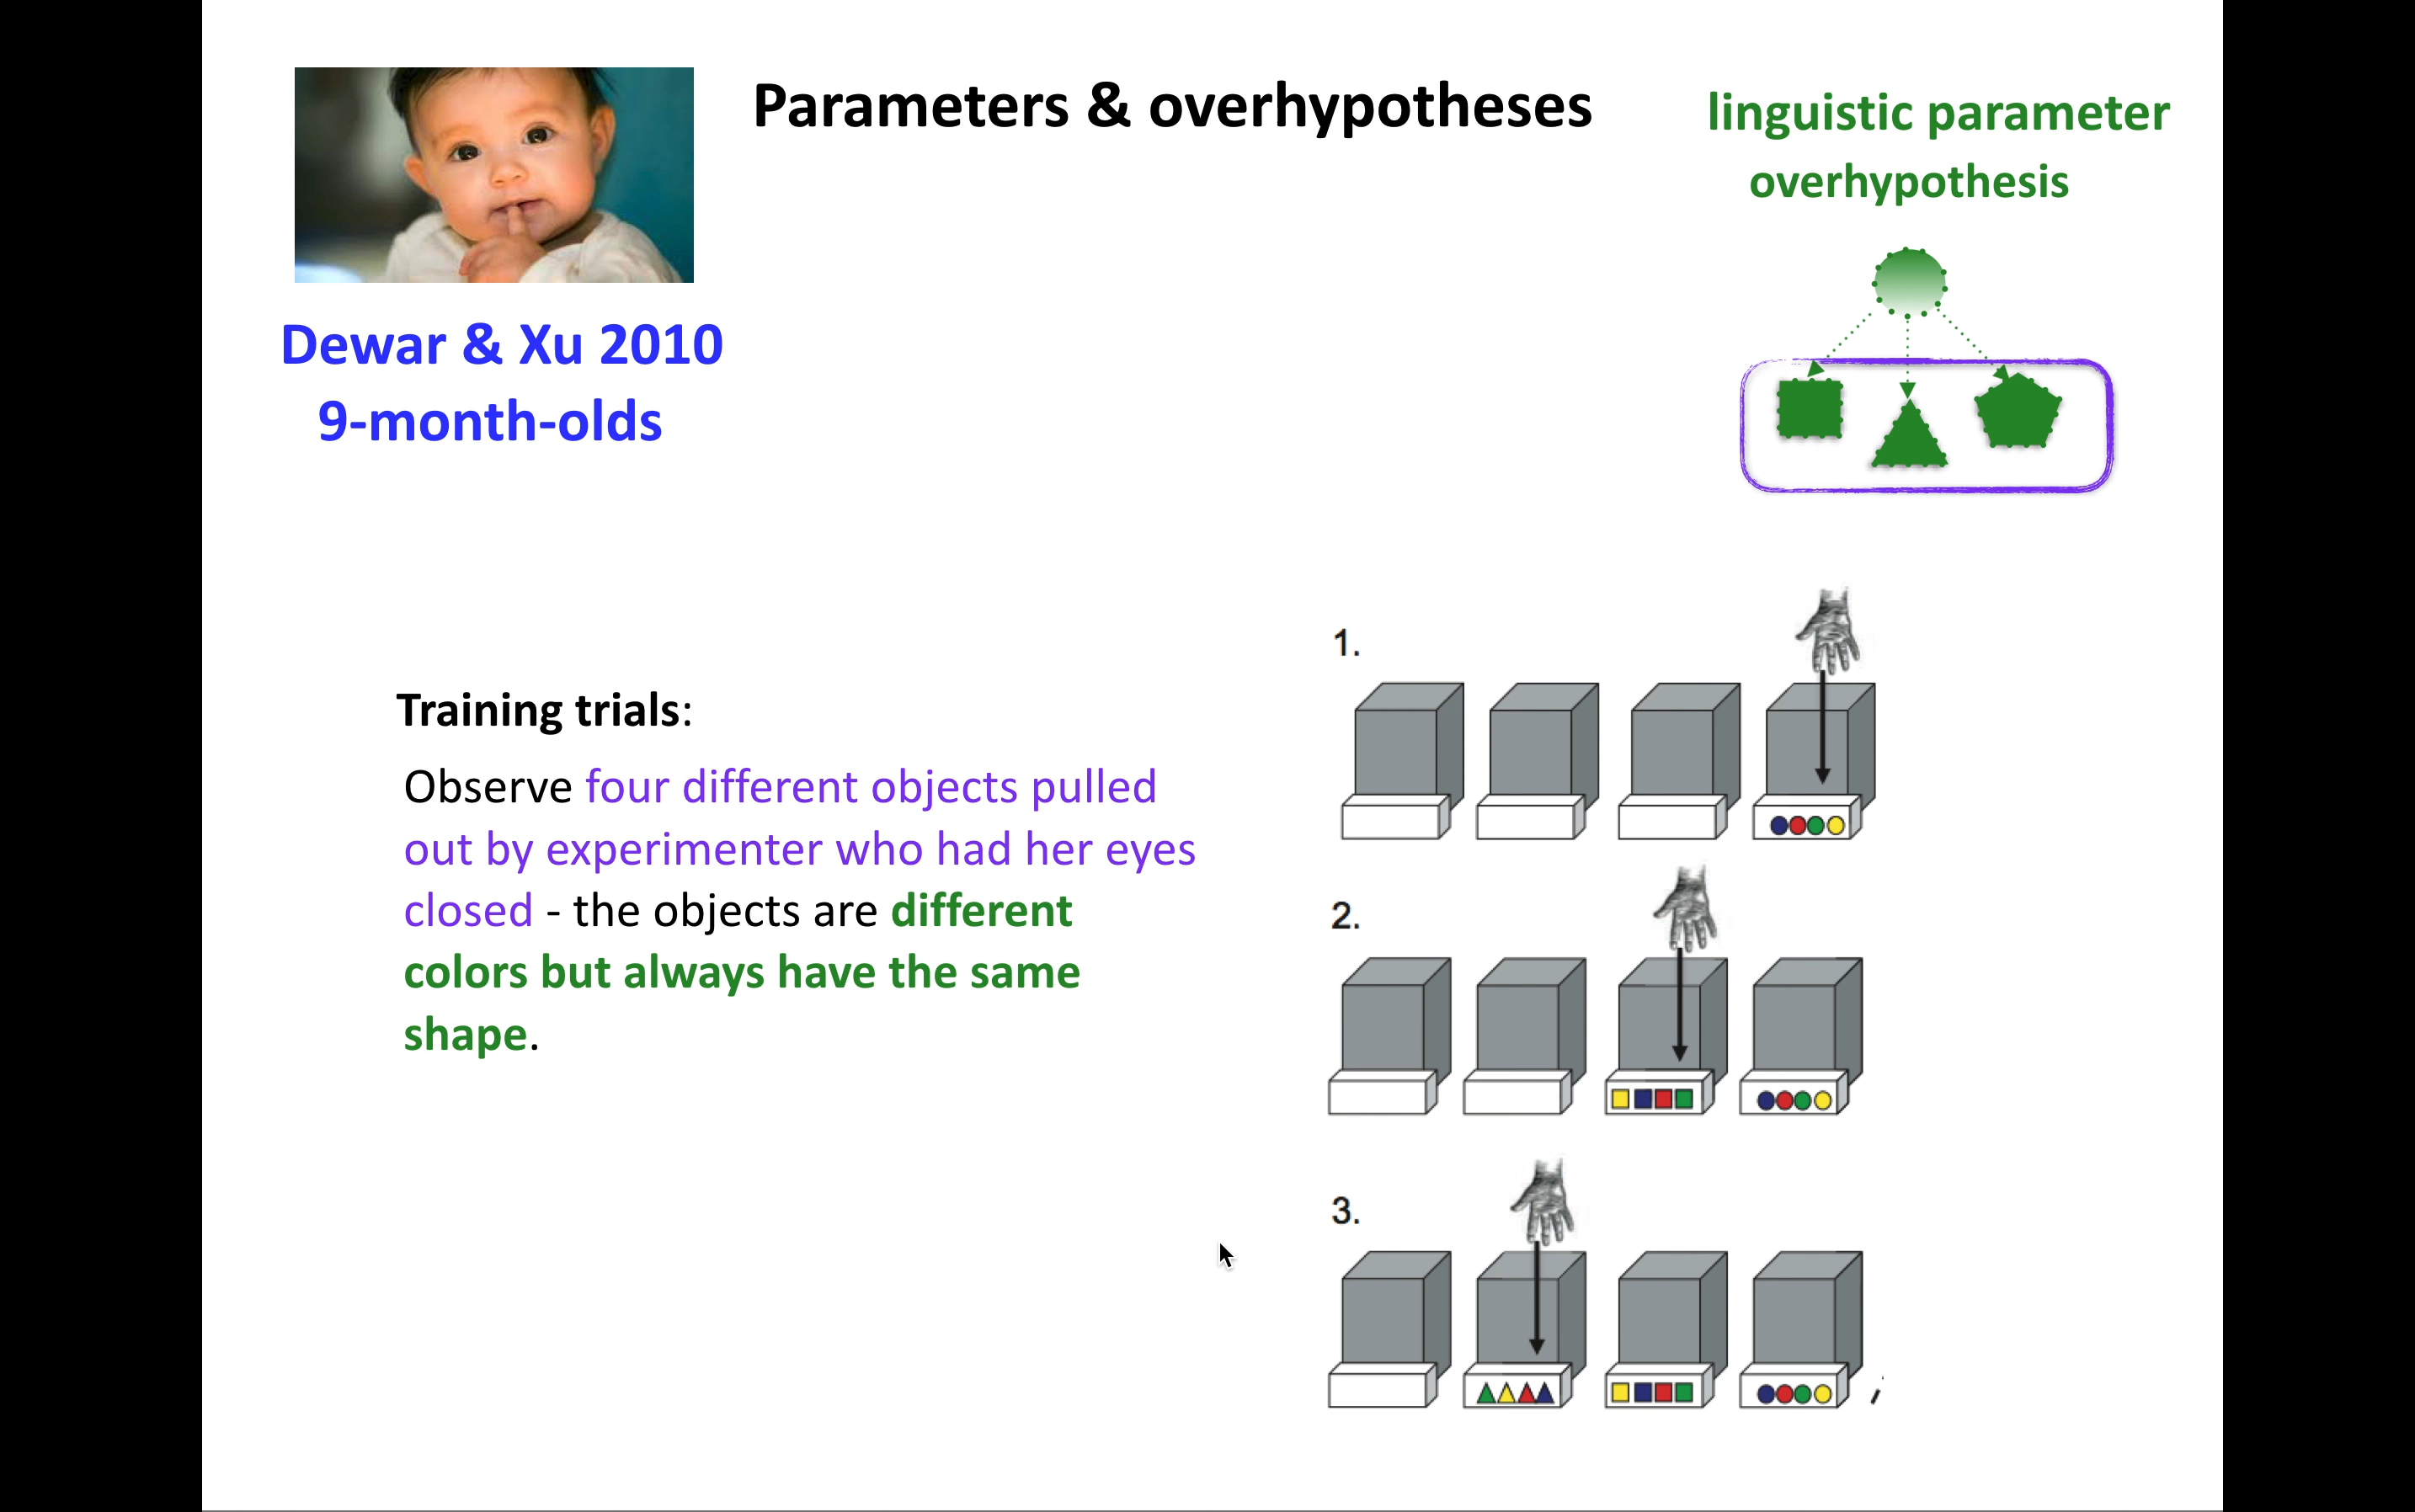 Parameters & overhypotheses
linguistic parameter
overhypothesis
Dewar & Xu 2010
9-month-olds
Training trials:
Observe four different objects pulled
out by experimenter who had her eyes
closed - the objects are different
colors but always have the same
shape.
1.
2.
3.